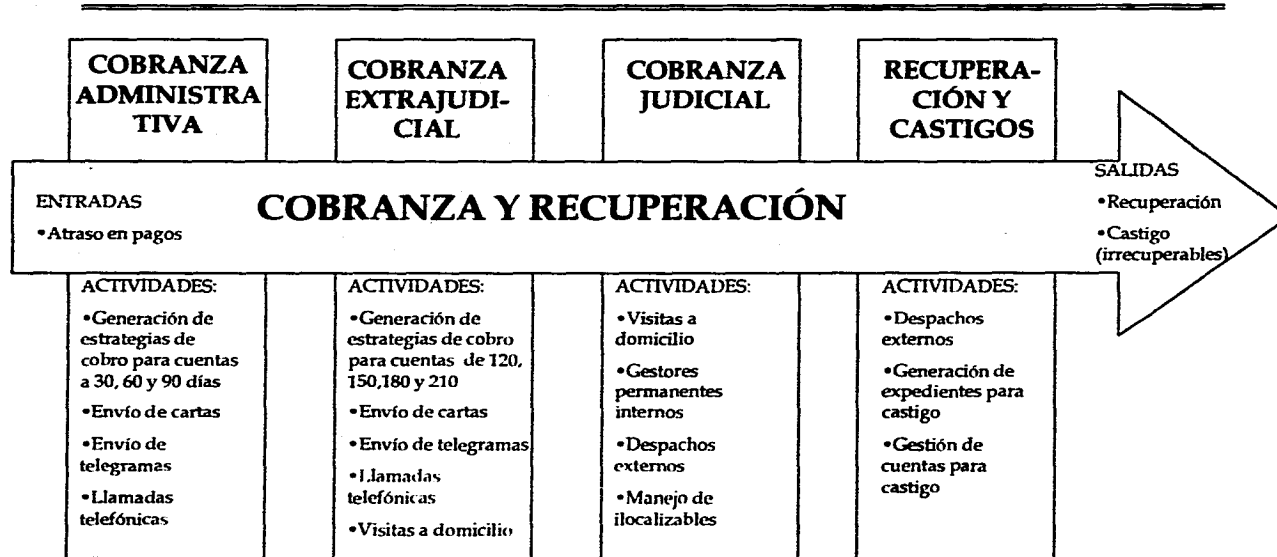 COBRANZA
ADMINISTRA
TIVA
COBRANZA
EXTRAJUDI-
CIAL
COBRANZA
JUDICIAL
RECUPERA-
CIÓN Y
CASTIGOS
ENTRADAS
•Atraso en pagos
COBRANZA Y RECUPERACIÓN
SALIDAS
•Recuperación
•Castigo
(irrecuperables)
ACTIVIDADES:
•Generación de
estrategias de
cobro para cuentas
a 30, 60 y 90 días
•Envío de cartas
•Envío de
telegramas
•Llamadas
telefónicas
ACTIVIDADES:
•Generación de
estrategias de cobro
para cuentas de 120,
150,180 y 210
•Envío de cartas
•Envío de telegramas
•Llamadas
telefónicas
•Visitas a domicilio
ACTIVIDADES:
•Visitas a
domicilio
•Gestores
permanentes
internos
•Despachos
externos
•Manejo de
ilocalizables
ACTIVIDADES:
•Despachos
externos
•Generación de
expedientes para
castigo
•Gestión de
cuentas para
castigo